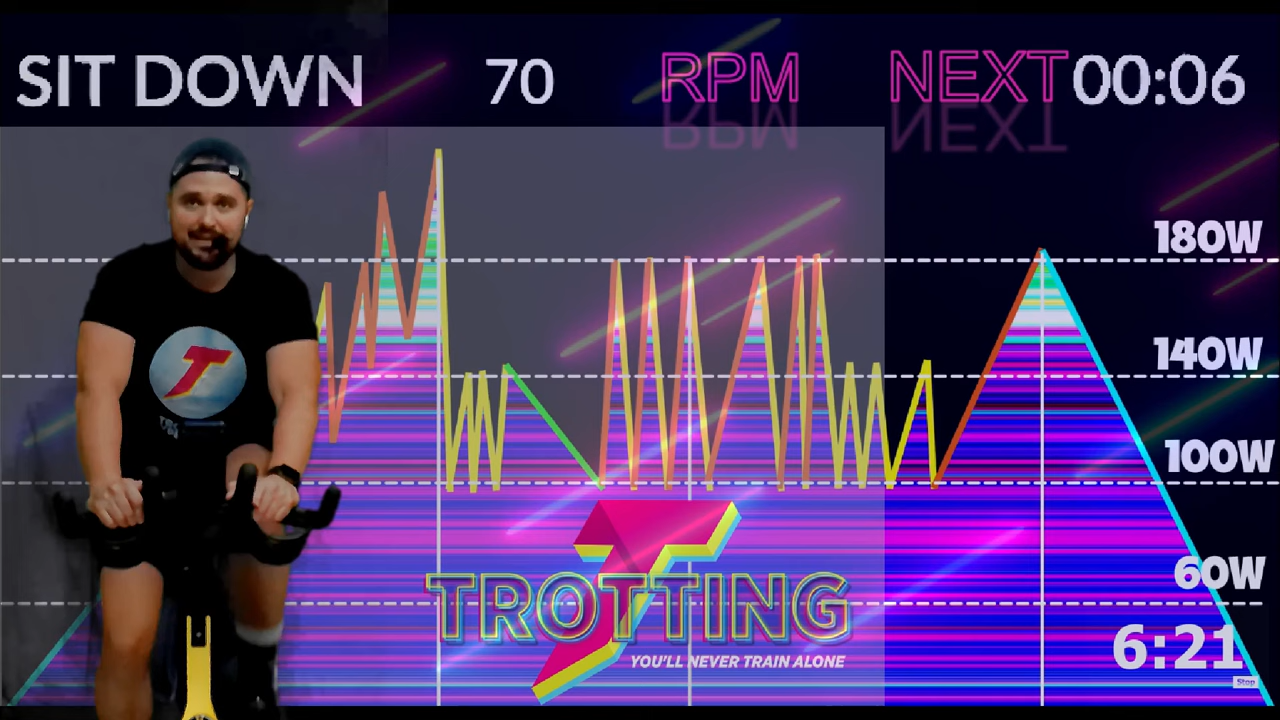 SIT DOWN 70 RPM NEXT 00:06
180W
140W
100W
60W
T
TROTTING
YOU'LL NEVER TRAIN ALONE
6:21
Stop
T